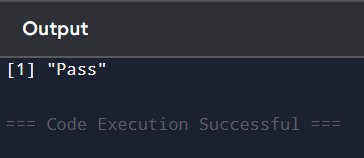 Output
[1] "Pass"
=== Code Execution Successful ===